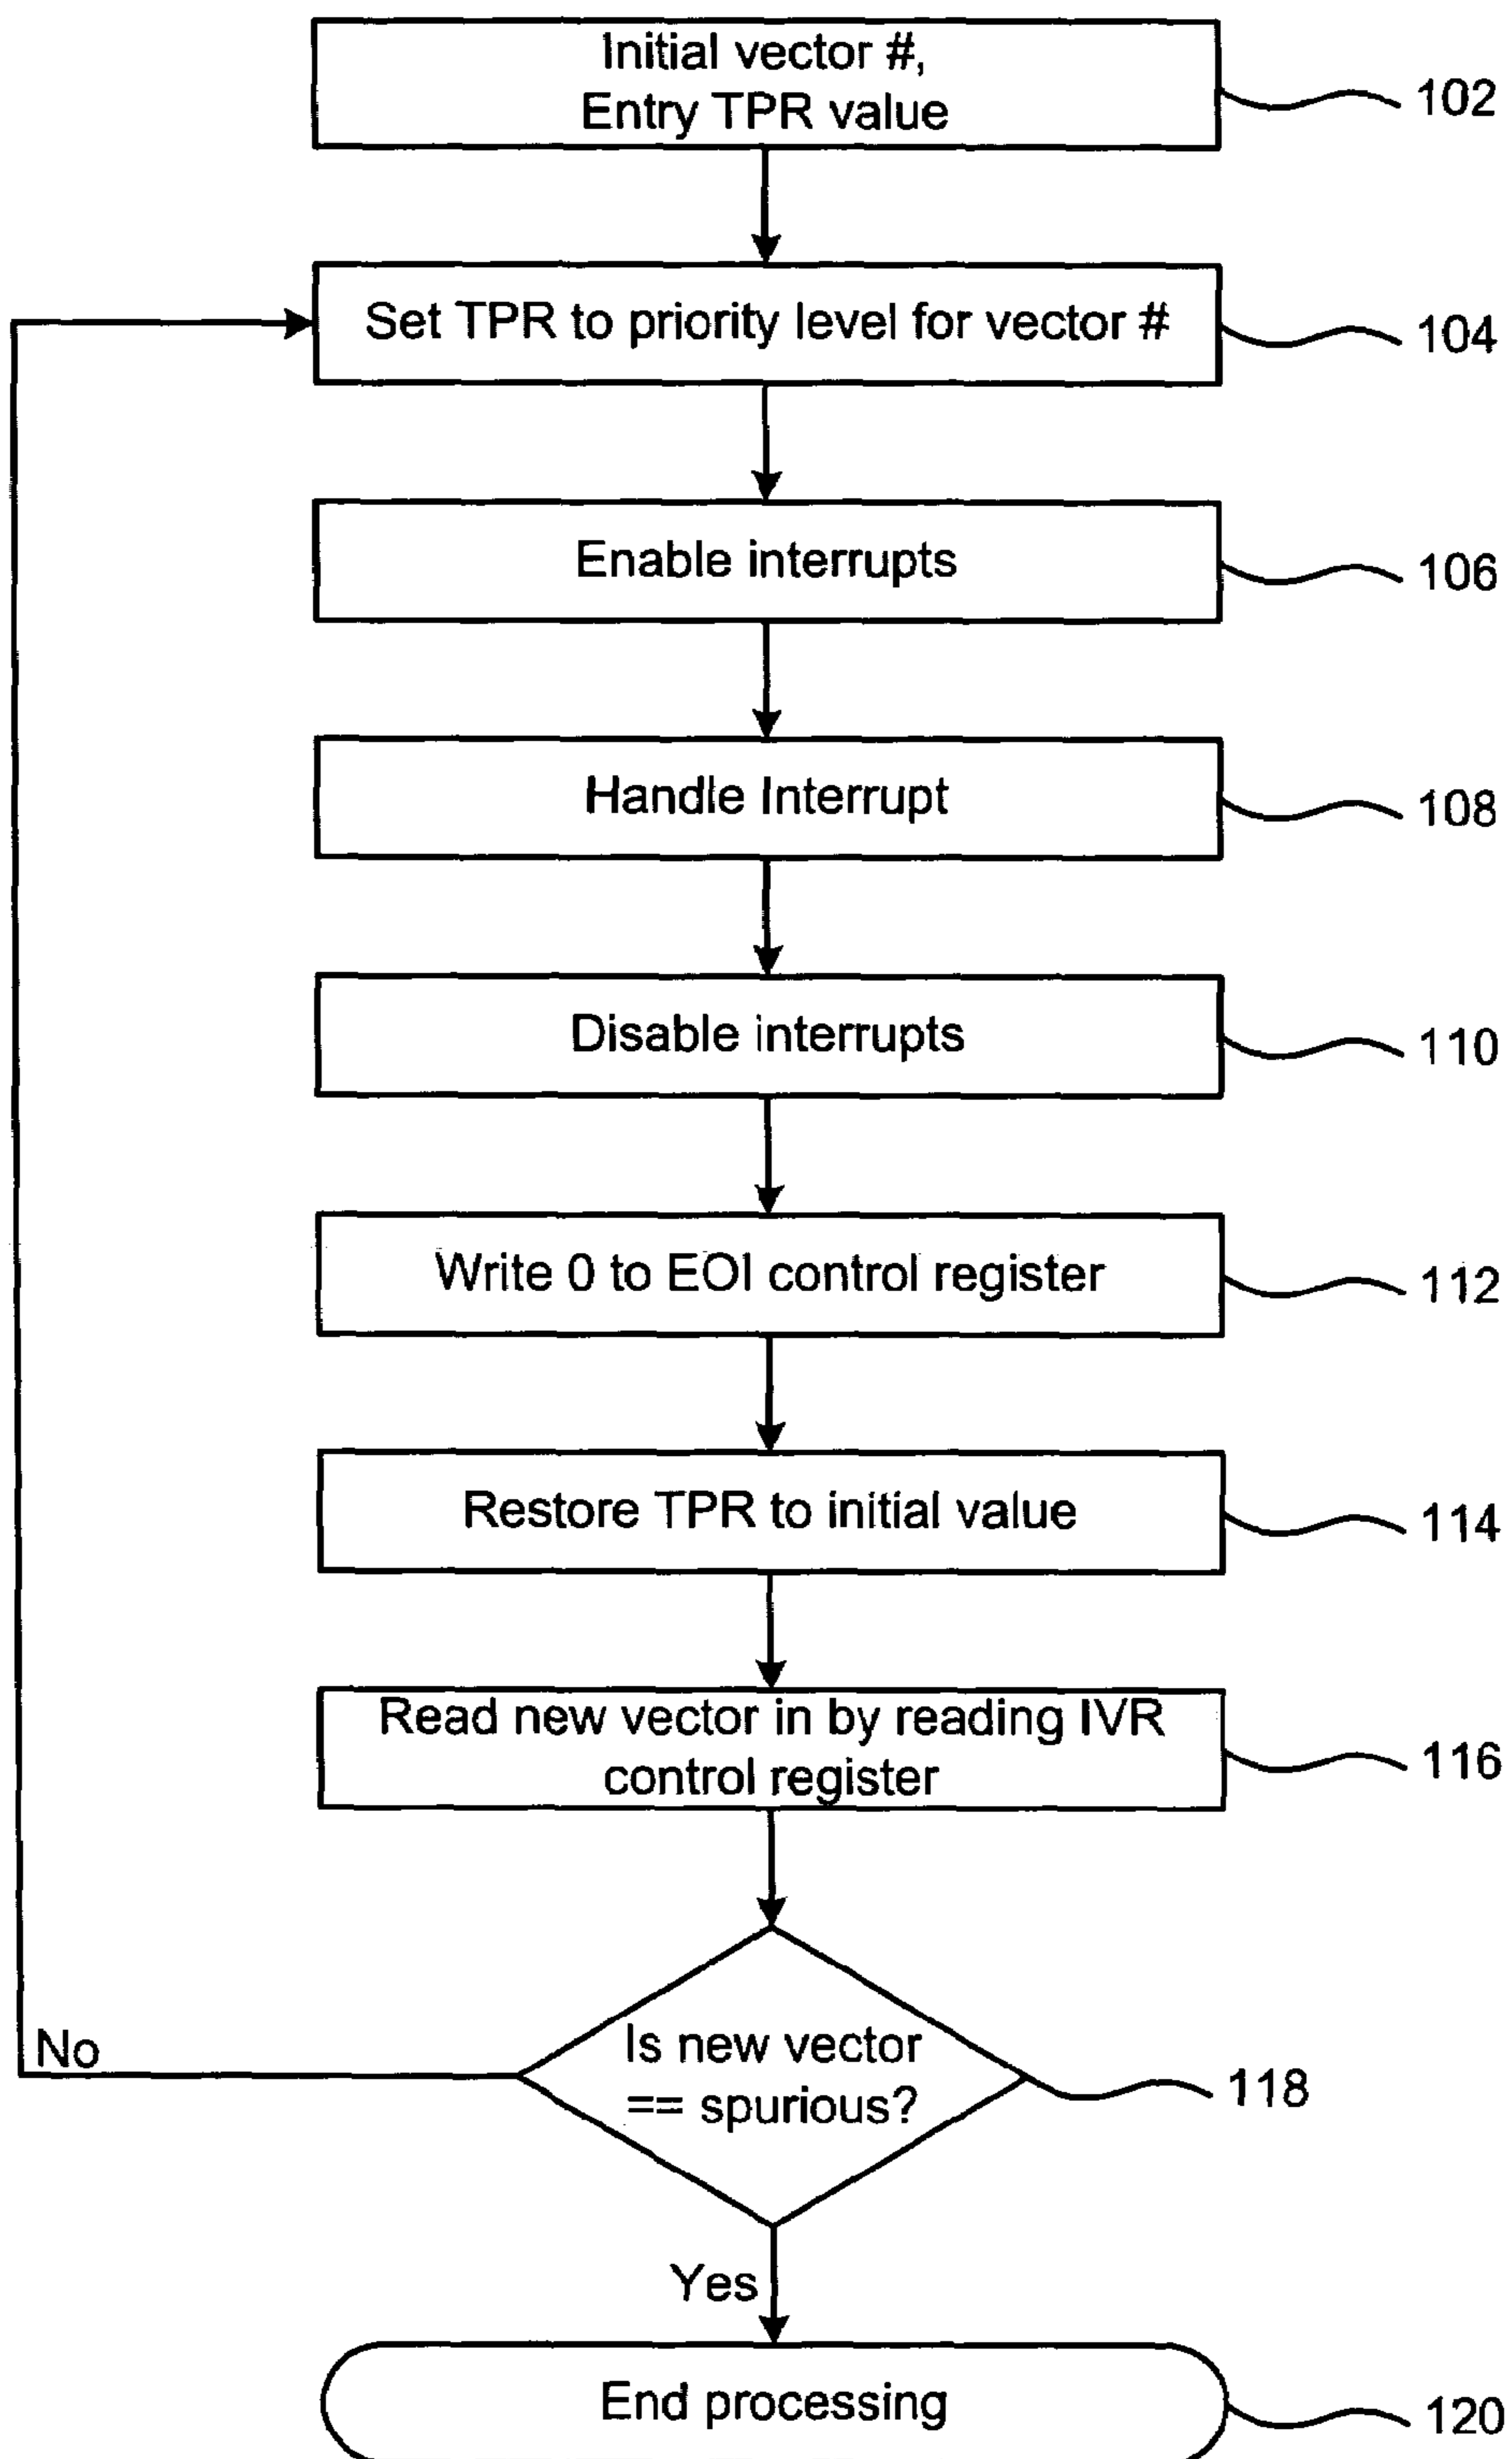 Initial vector #,
Entry TPR value
102
Set TPR to priority level for vector #
104
Enable interrupts
106
Handle Interrupt
108
Disable interrupts
110
Write 0 to EOI control register
112
Restore TPR to initial value
114
Read new vector in by reading IVR
control register
116
Is new vector
== spurious?
118
No
Yes
End processing
120